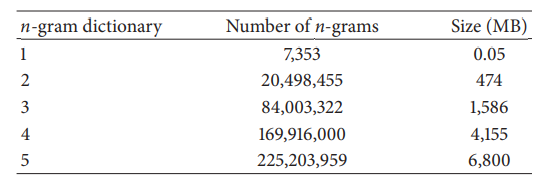 n-gram dictionary Number of n-grams Size (MB)
1 7,353 0.05
2 20,498,455 474
3 84,003,322 1,586
4 169,916,000 4,155
5 225,203,959 6,800